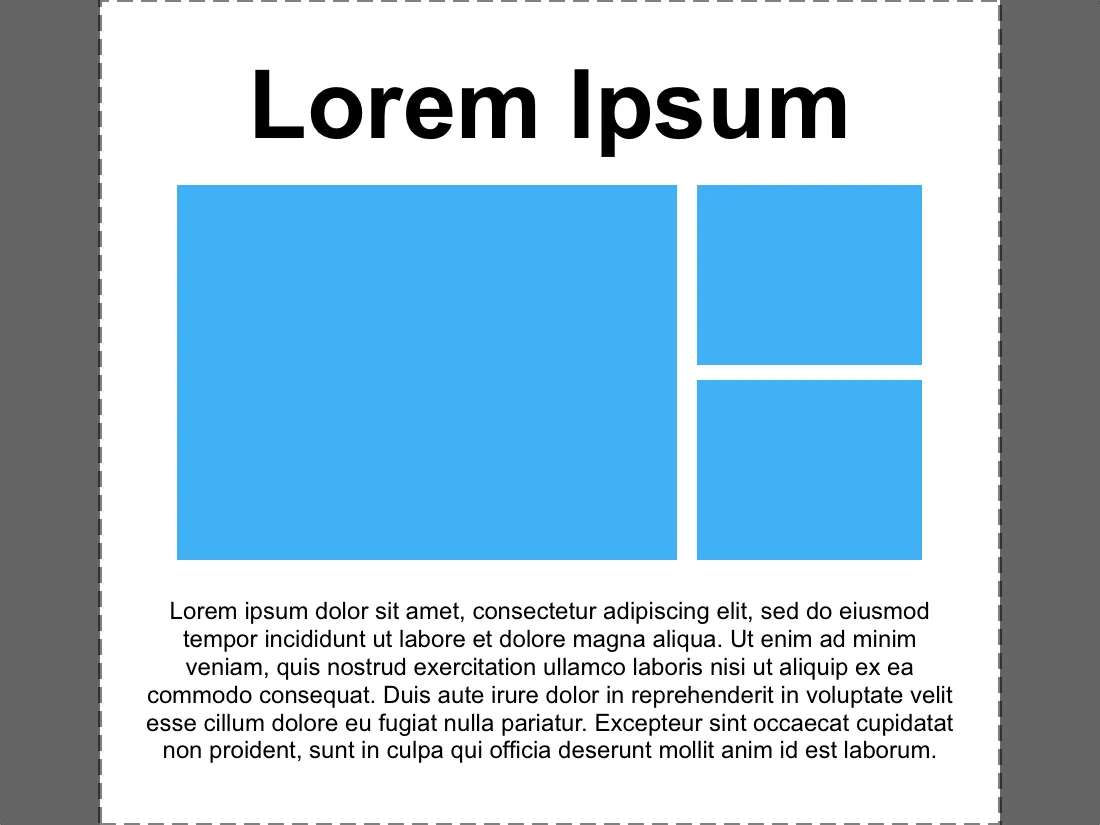 Lorem Ipsum
Lorem ipsum dolor sit amet, consectetur adipiscing elit, sed do eiusmod
tempor incididunt ut labore et dolore magna aliqua. Ut enim ad minim
veniam, quis nostrud exercitation ullamco laboris nisi ut aliquip ex ea
commodo consequat. Duis aute irure dolor in reprehenderit in voluptate velit
esse cillum dolore eu fugiat nulla pariatur. Excepteur sint occaecat cupidatat
non proident, sunt in culpa qui officia deserunt mollit anim id est laborum.